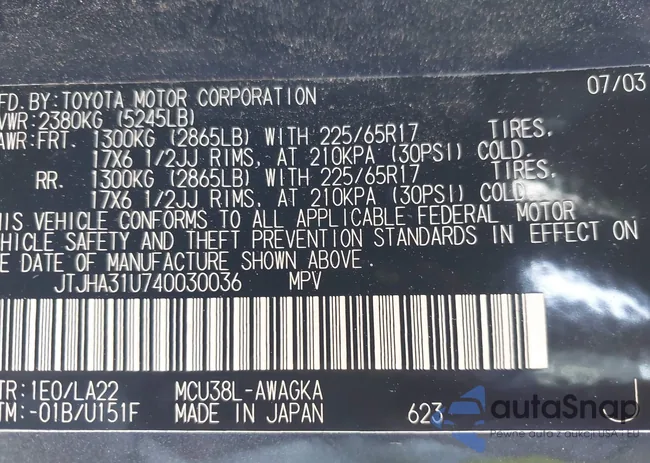 FD. BY: TOYOTA MOTOR CORPORATION 07/03
VWR: 2380KG (5245LB)
AWR: FRT. 1300KG (2865LB) WITH 225/65R17 TIRES,
17X6 1/2JJ RIMS, AT 210KPA (30PSI) COLD.
RR. 1300KG (2865LB) WITH 225/65R17 TIRES,
17X6 1/2JJ RIMS, AT 210KPA (30PSI) COLD.
HIS VEHICLE CONFORMS TO ALL APPLICABLE FEDERAL MOTOR
EHICLE SAFETY AND THEFT PREVENTION STANDARDS IN EFFECT ON
E DATE OF MANUFACTURE SHOWN ABOVE.
JTJHA31U740030036 MPV
TR: 1E0/LA22 MCU38L-AWAGKA
TM: -01B/U151F MADE IN JAPAN 623 J
autoSnap
Pewne auta z aukcji USA i EU